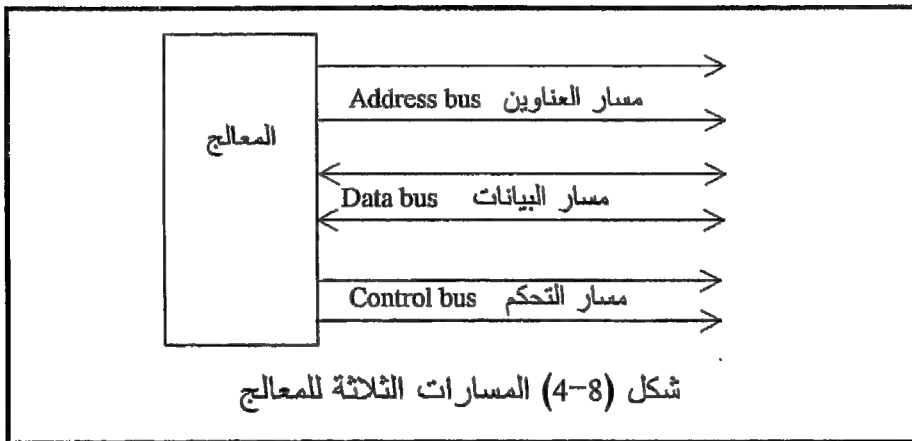 Address bus مسار العناوين
المعالج
Data bus مسار البيانات
Control bus مسار التحكم
شكل (8-4) المسارات الثلاثة للمعالج